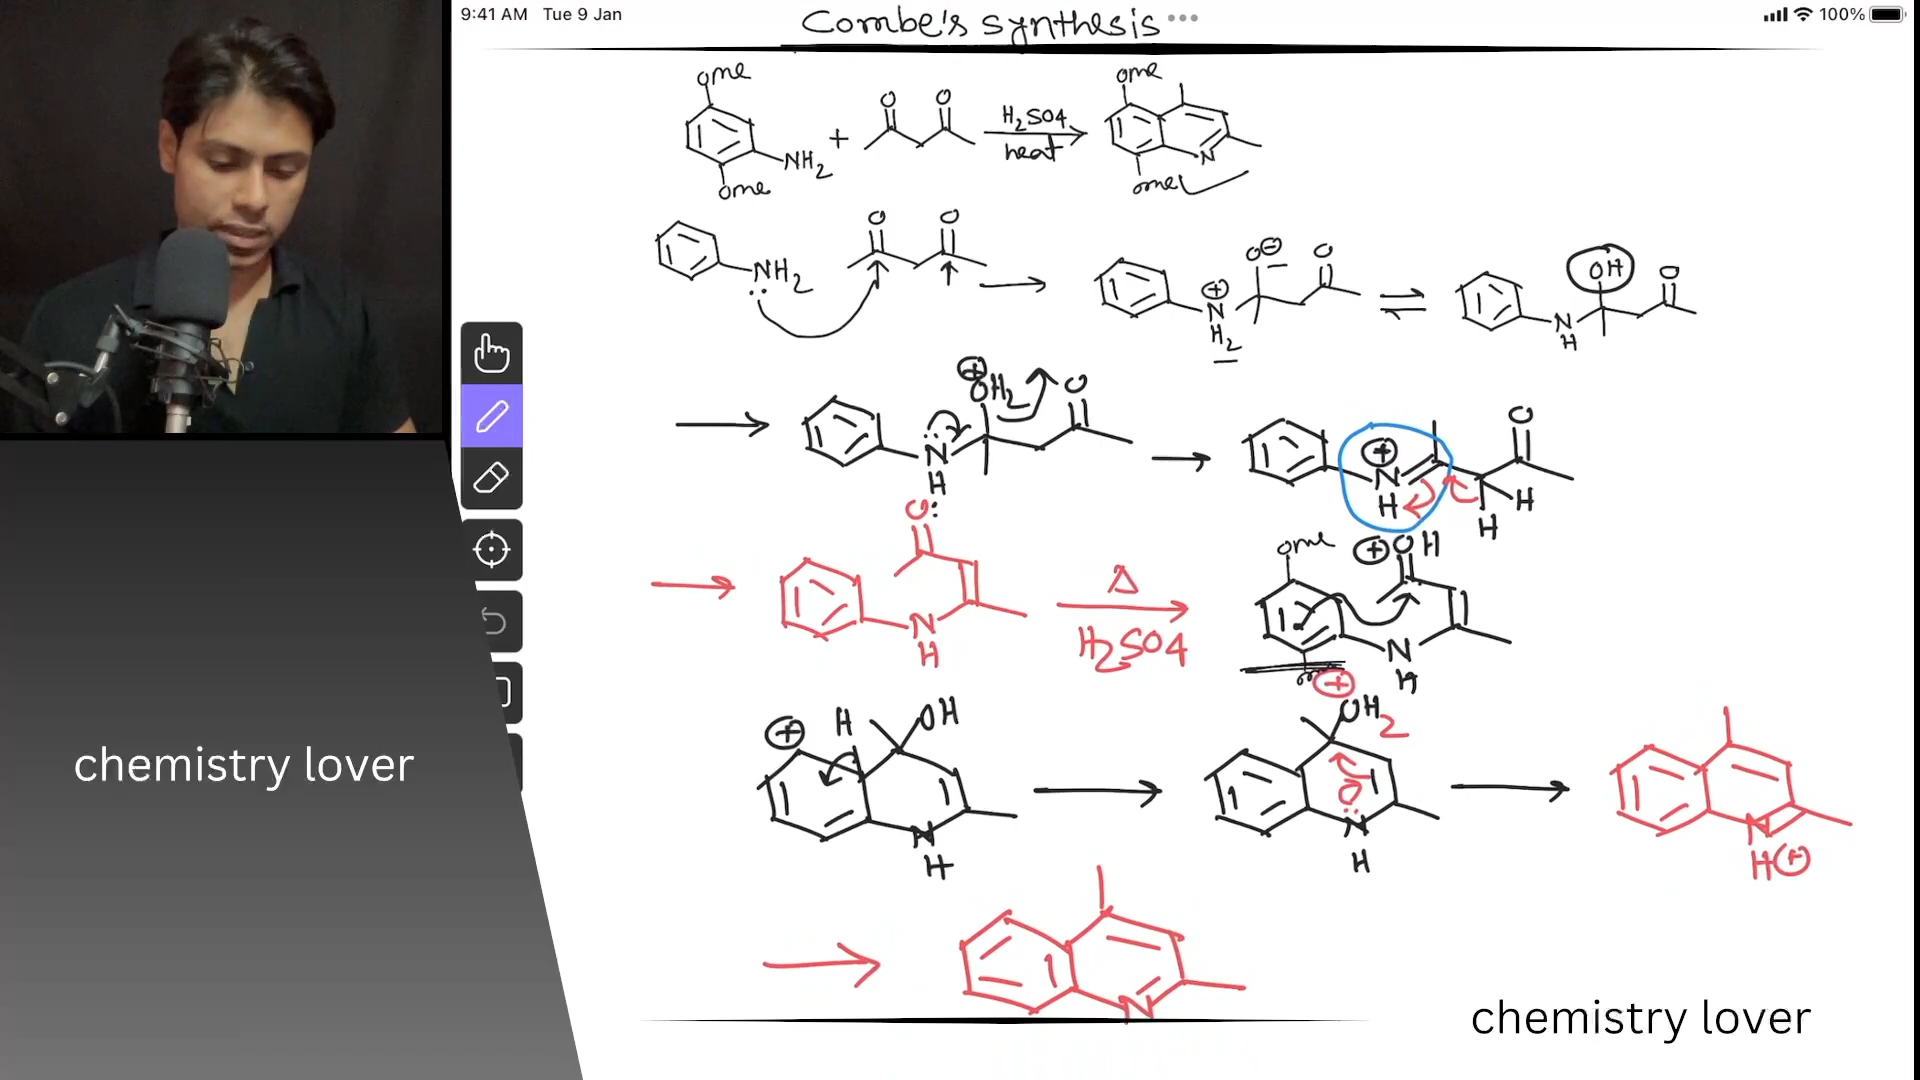 9:41 AM Tue 9 Jan
100%
Combe's synthesis
ome
NH2
ome
+
O O
H2SO4
heat
ome
N
ome
NH2
O O
O⊖ O
⊕
N
H2
OH O
N
H
⊕
OH2 O
N
H
O
⊕
N
H
H
H
O
N
H
Δ
H2SO4
ome
⊕OH
N
H
⊕ H OH
N
H
⊕
OH2
N
H
N
H⊕
N
chemistry lover
chemistry lover